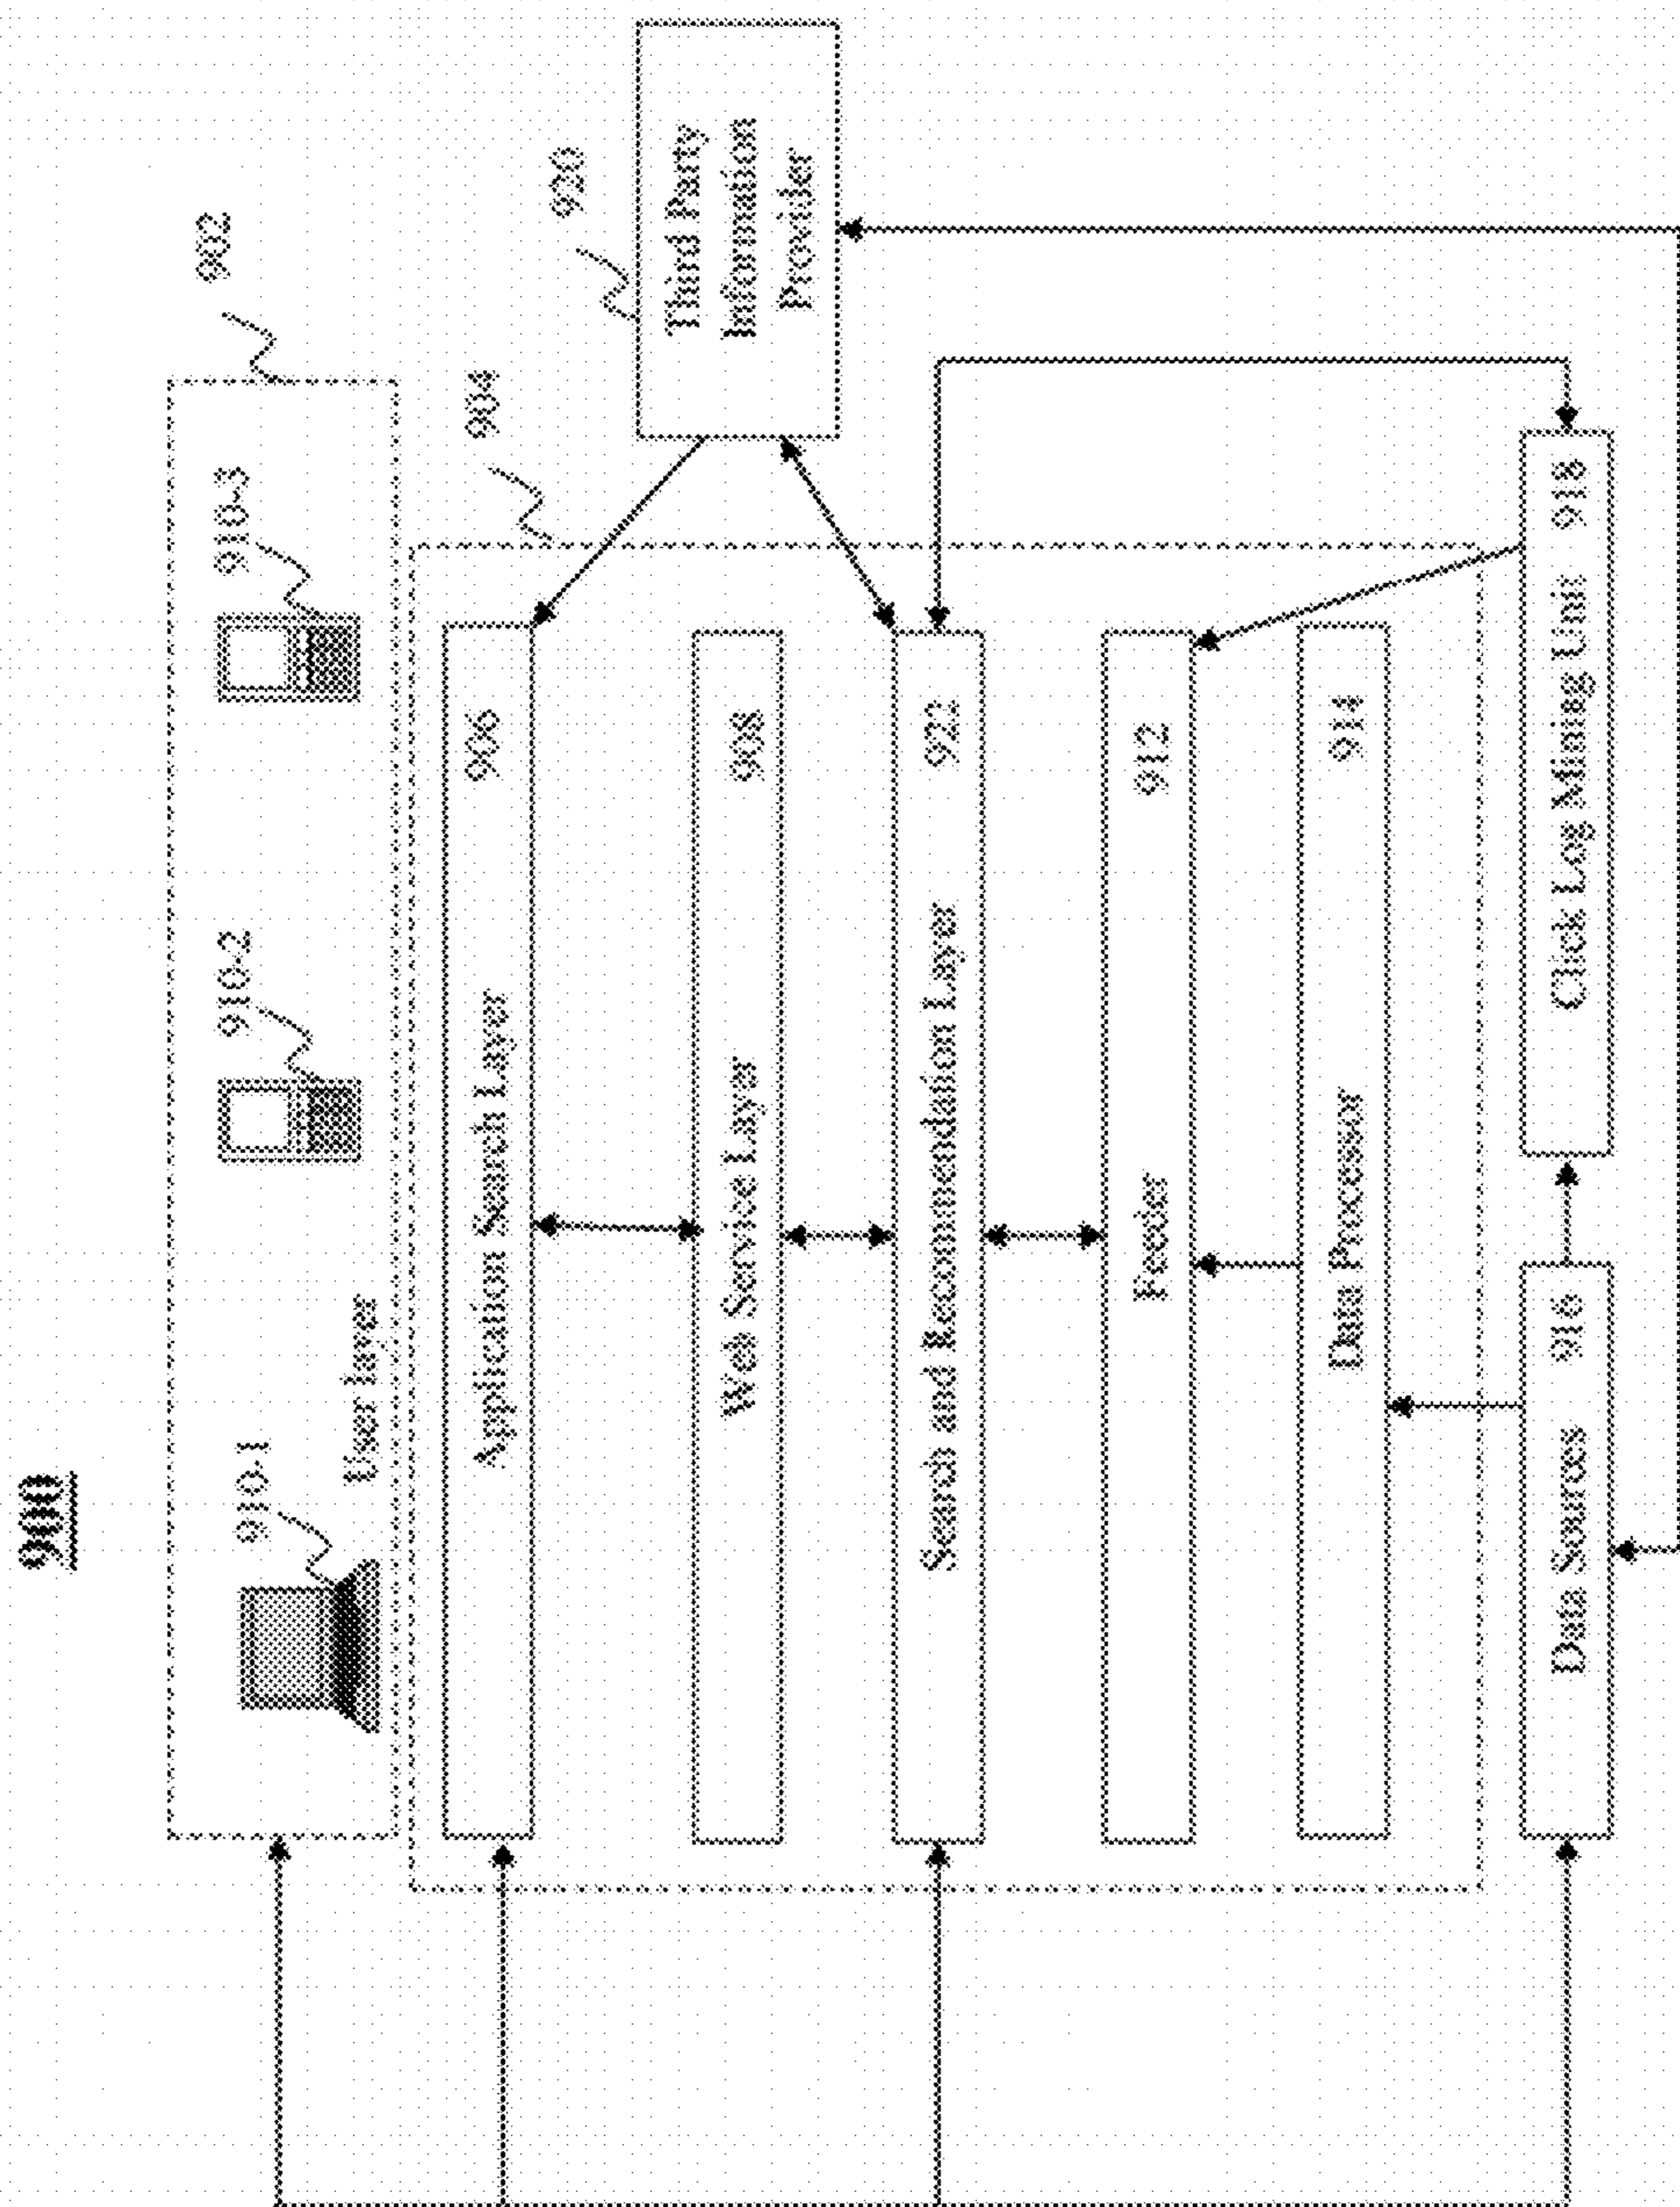 900
902
910-1
910-2
910-3
User layer
904
Application Search Layer 906
920
Third Party
Information
Provider
Web Service Layer 908
Search and Recommendation Layer 922
Feeder 912
Data Processor 914
Data Sources 916
Click Log Mining Unit 918